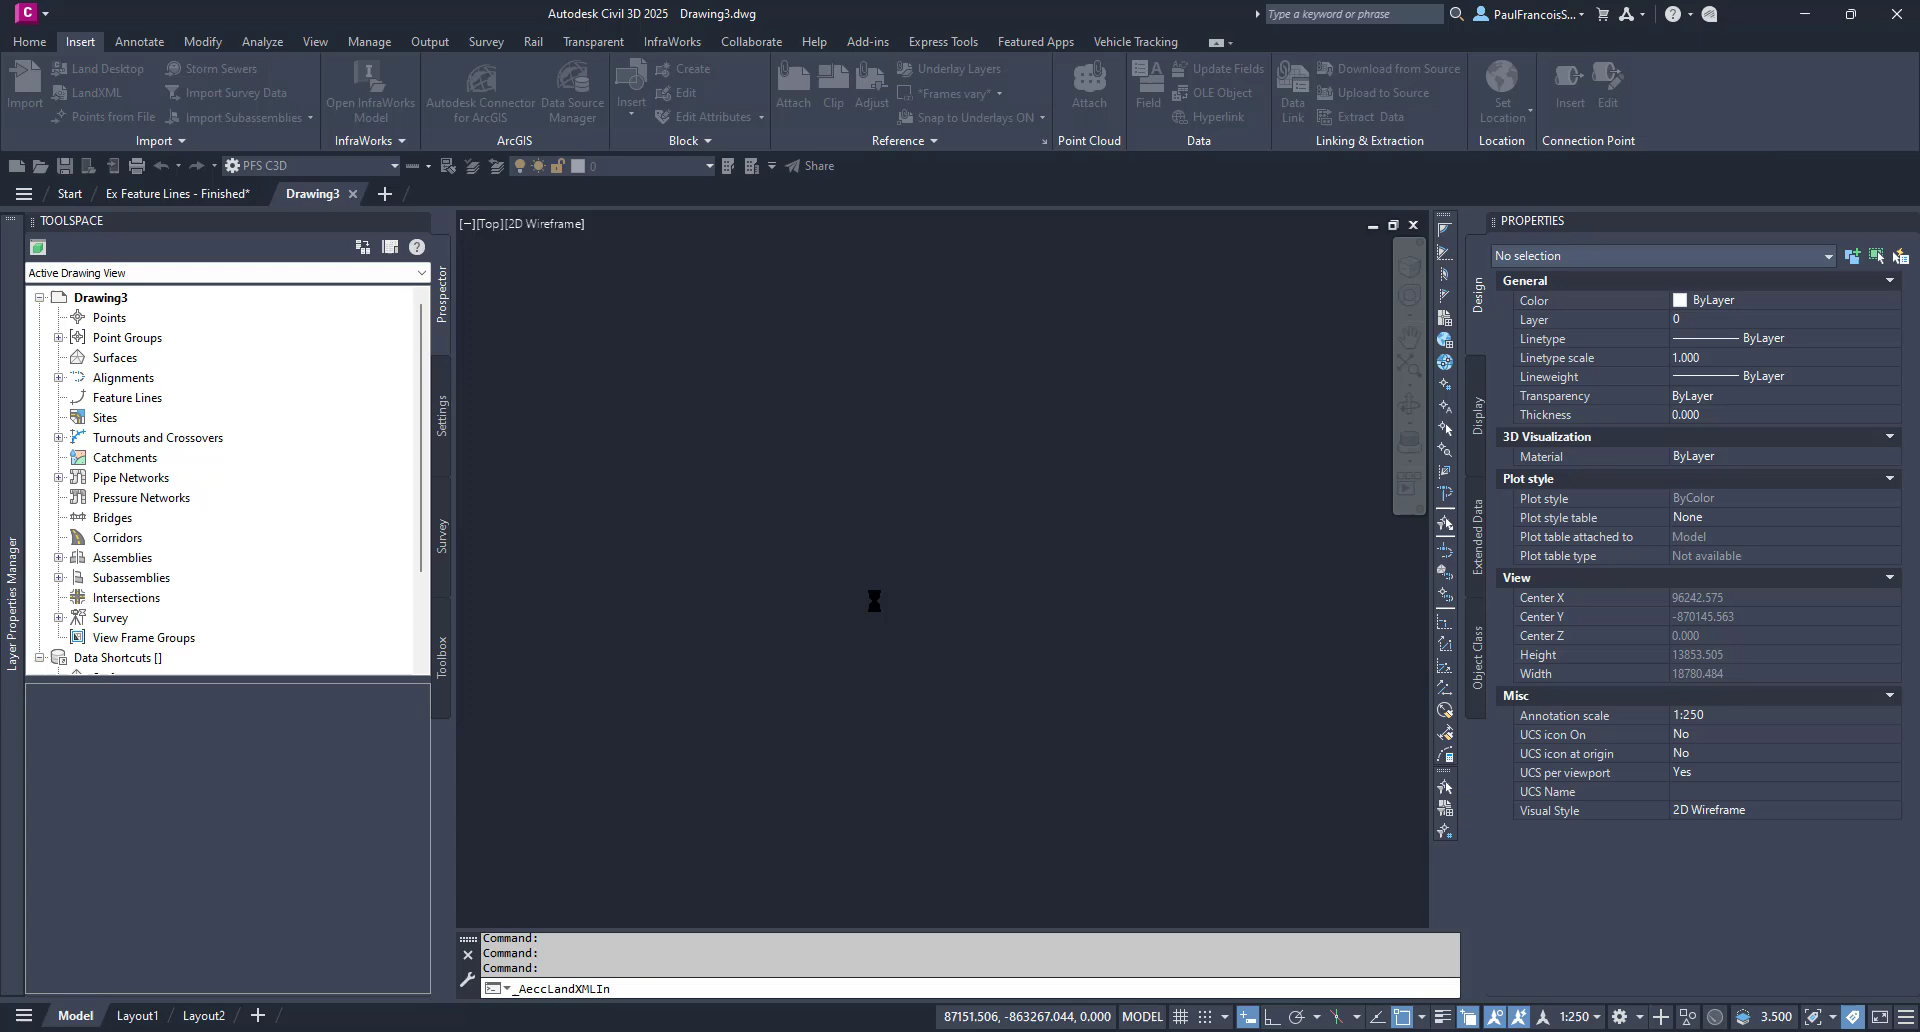 C
Autodesk Civil 3D 2025 Drawing3.dwg
Type a keyword or phrase
PaulFrancoisS...
Home Insert Annotate Modify Analyze View Manage Output Survey Rail Transparent InfraWorks Collaborate Help Add-ins Express Tools Featured Apps Vehicle Tracking
Import
Land Desktop
LandXML
Points from File
Storm Sewers
Import Survey Data
Import Subassemblies
Import
Open InfraWorks
Model
InfraWorks
Autodesk Connector
for ArcGIS
Data Source
Manager
ArcGIS
Insert
Create
Edit
Edit Attributes
Block
Attach
Clip
Adjust
Underlay Layers
*Frames vary*
Snap to Underlays ON
Reference
Attach
Point Cloud
Field
Update Fields
OLE Object
Hyperlink
Data
Data
Link
Download from Source
Upload to Source
Extract Data
Linking & Extraction
Set
Location
Location
Insert
Edit
Connection Point
PFS C3D
0
Share
Start
Ex Feature Lines - Finished*
Drawing3
TOOLSPACE
Active Drawing View
Drawing3
Points
Point Groups
Surfaces
Alignments
Feature Lines
Sites
Turnouts and Crossovers
Catchments
Pipe Networks
Pressure Networks
Bridges
Corridors
Assemblies
Subassemblies
Intersections
Survey
View Frame Groups
Data Shortcuts []
Layer Properties Manager
Prospector
Settings
Survey
Toolbox
[−][Top][2D Wireframe]
Command:
Command:
Command:
_AeccLandXMLIn
PROPERTIES
No selection
Design
Display
Extended Data
Object Class
General
Color ByLayer
Layer 0
Linetype ByLayer
Linetype scale 1.000
Lineweight ByLayer
Transparency ByLayer
Thickness 0.000
3D Visualization
Material ByLayer
Plot style
Plot style ByColor
Plot style table None
Plot table attached to Model
Plot table type Not available
View
Center X 96242.575
Center Y -870145.563
Center Z 0.000
Height 13853.505
Width 18780.484
Misc
Annotation scale 1:250
UCS icon On No
UCS icon at origin No
UCS per viewport Yes
UCS Name
Visual Style 2D Wireframe
Model Layout1 Layout2
87151.506, -863267.044, 0.000 MODEL 1:250 3.500